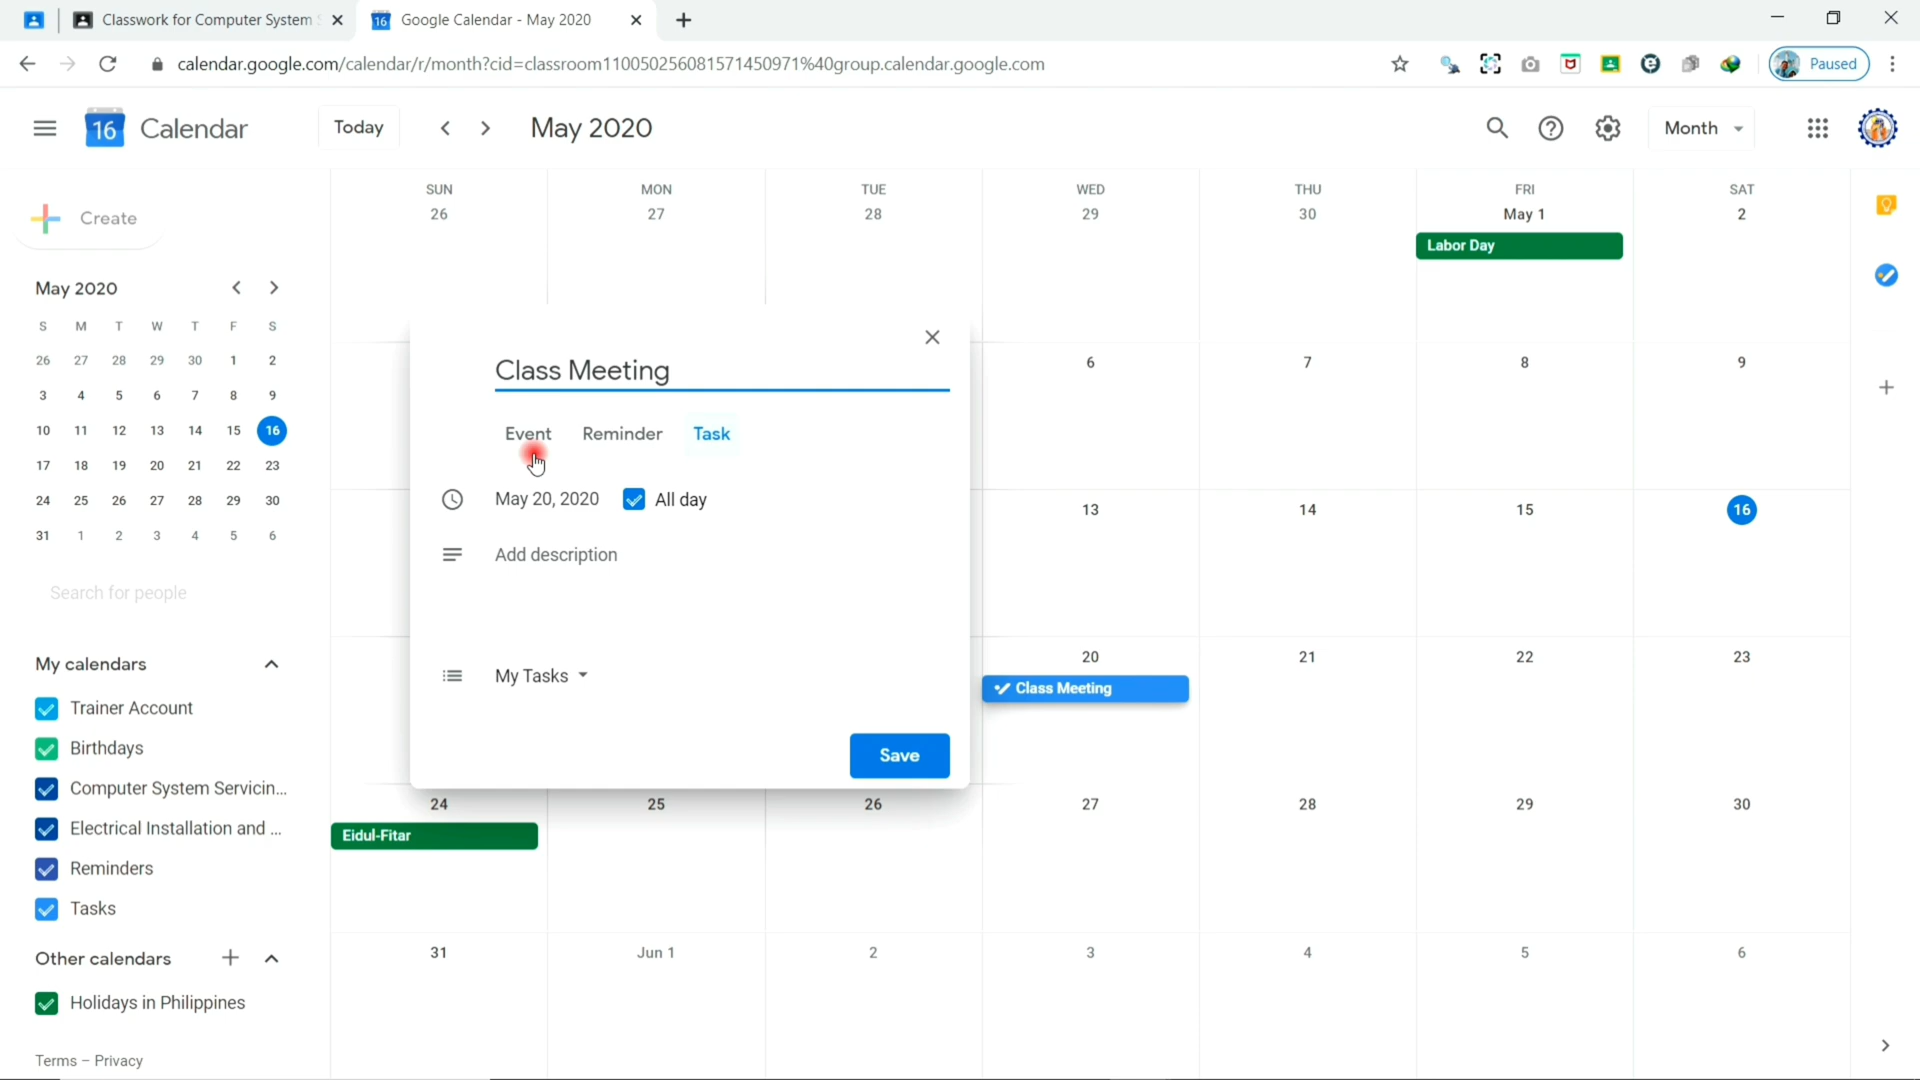 Classwork for Computer System S
Google Calendar - May 2020
calendar.google.com/calendar/r/month?cid=classroom110050256081571450971%40group.calendar.google.com
Paused
16 Calendar
Today
May 2020
Month
Create
May 2020
S M T W T F S
26 27 28 29 30 1 2
3 4 5 6 7 8 9
10 11 12 13 14 15 16
17 18 19 20 21 22 23
24 25 26 27 28 29 30
31 1 2 3 4 5 6
Search for people
My calendars
Trainer Account
Birthdays
Computer System Servicin...
Electrical Installation and ...
Reminders
Tasks
Other calendars
Holidays in Philippines
Terms – Privacy
SUN MON TUE WED THU FRI SAT
26 27 28 29 30 May 1 2
Labor Day
Class Meeting
Event Reminder Task
May 20, 2020 All day
Add description
My Tasks
Save
6 7 8 9
13 14 15 16
20 21 22 23
Class Meeting
24 25 26 27 28 29 30
Eidul-Fitar
31 Jun 1 2 3 4 5 6